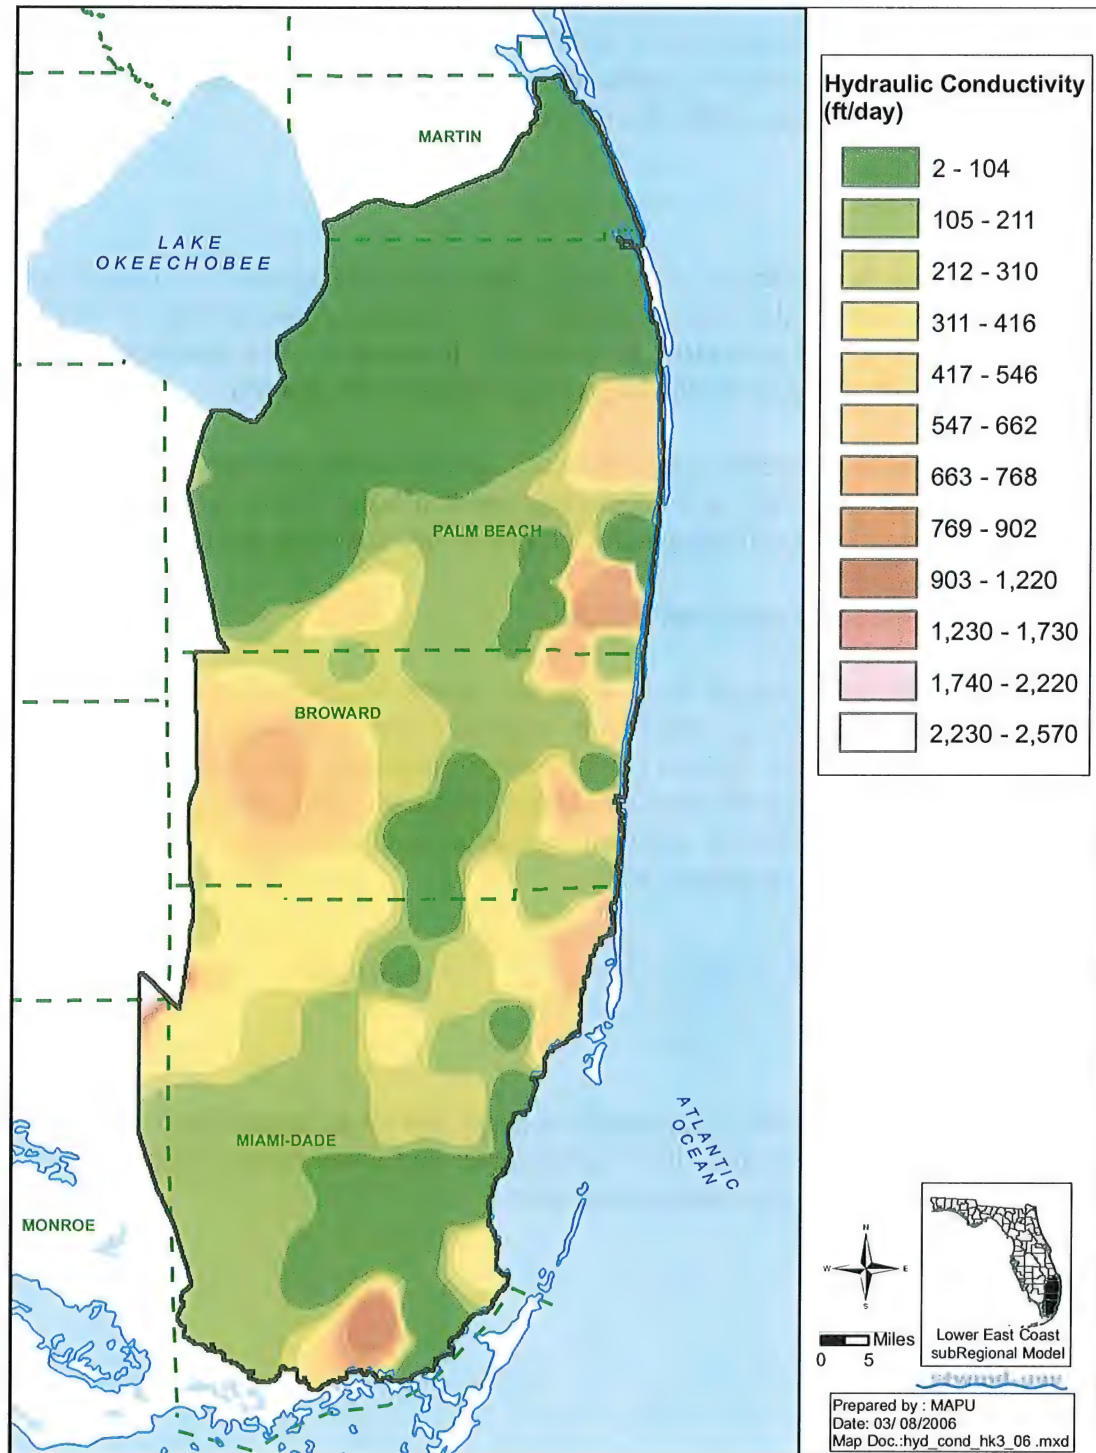 MARTIN
LAKE
OKEECHOBEE
PALM BEACH
BROWARD
MIAMI-DADE
MONROE
ATLANTIC
OCEAN
Hydraulic Conductivity
(ft/day)
2 - 104
105 - 211
212 - 310
311 - 416
417 - 546
547 - 662
663 - 768
769 - 902
903 - 1,220
1,230 - 1,730
1,740 - 2,220
2,230 - 2,570
N
W
E
S
Miles
0 5
Lower East Coast
subRegional Model
Prepared by : MAPU
Date: 03/ 08/2006
Map Doc.:hyd_cond_hk3_06 .mxd